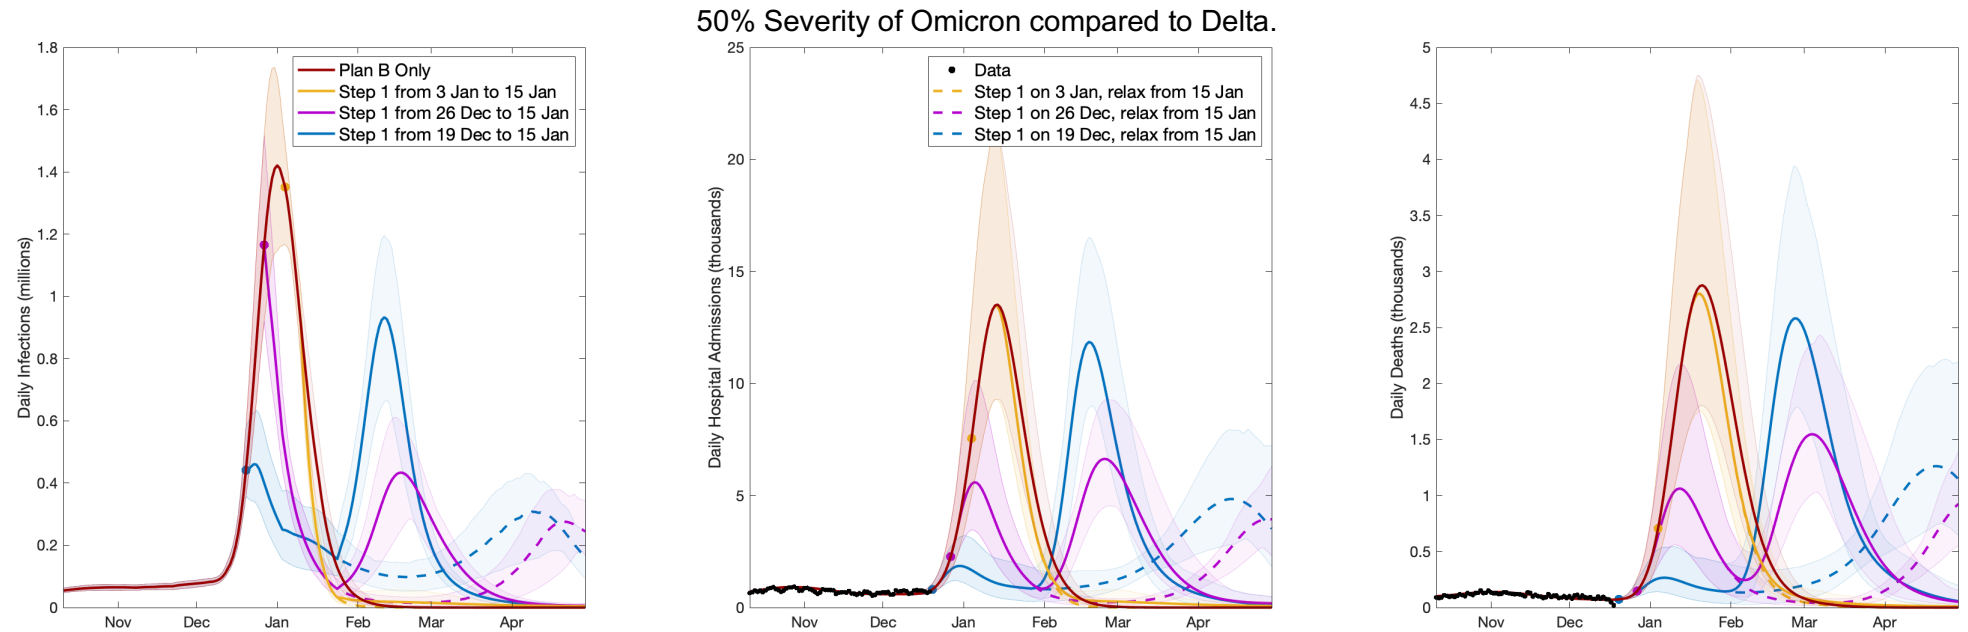 50% Severity of Omicron compared to Delta.
Daily Infections (millions)
1.8
1.6
1.4
1.2
1
0.8
0.6
0.4
0.2
0
Nov Dec Jan Feb Mar Apr
Plan B Only
Step 1 from 3 Jan to 15 Jan
Step 1 from 26 Dec to 15 Jan
Step 1 from 19 Dec to 15 Jan
Daily Hospital Admissions (thousands)
25
20
15
10
5
0
Nov Dec Jan Feb Mar Apr
Data
Step 1 on 3 Jan, relax from 15 Jan
Step 1 on 26 Dec, relax from 15 Jan
Step 1 on 19 Dec, relax from 15 Jan
Daily Deaths (thousands)
5
4.5
4
3.5
3
2.5
2
1.5
1
0.5
0
Nov Dec Jan Feb Mar Apr